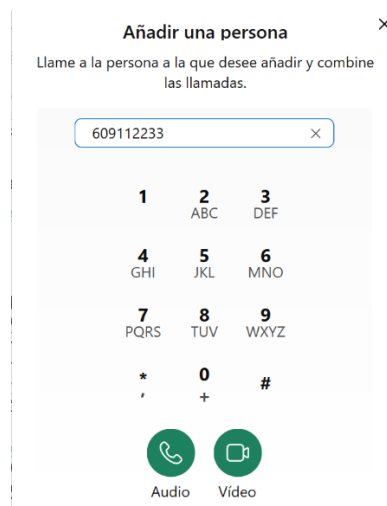 Añadir una persona
Llame a la persona a la que desee añadir y combine
las llamadas.
609112233
1 2 3
ABC DEF
4 5 6
GHI JKL MNO
7 8 9
PQRS TUV WXYZ
* 0 #
, +
Audio Vídeo